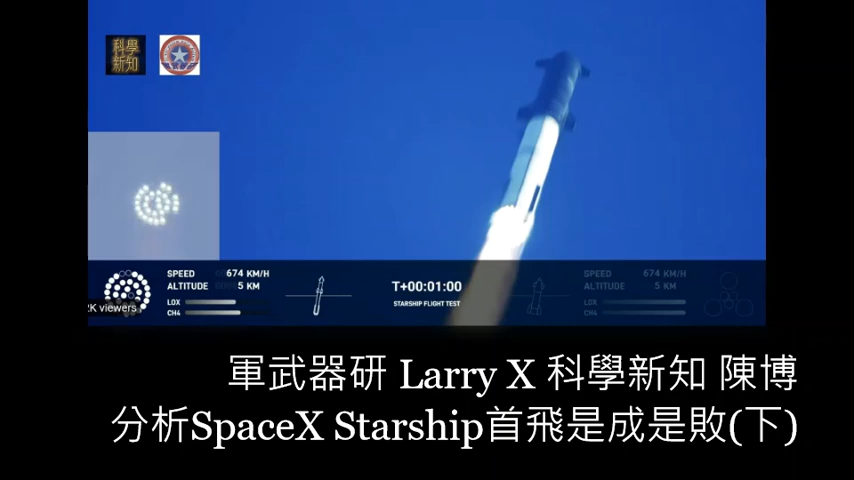 科學
新知
SPEED 674 KM/H
ALTITUDE 5 KM
LOX
CH4
2K viewers
T+00:01:00
STARSHIP FLIGHT TEST
SPEED 674 KM/H
ALTITUDE 5 KM
LOX
CH4
軍武器研 Larry X 科學新知 陳博
分析SpaceX Starship首飛是成是敗(下)